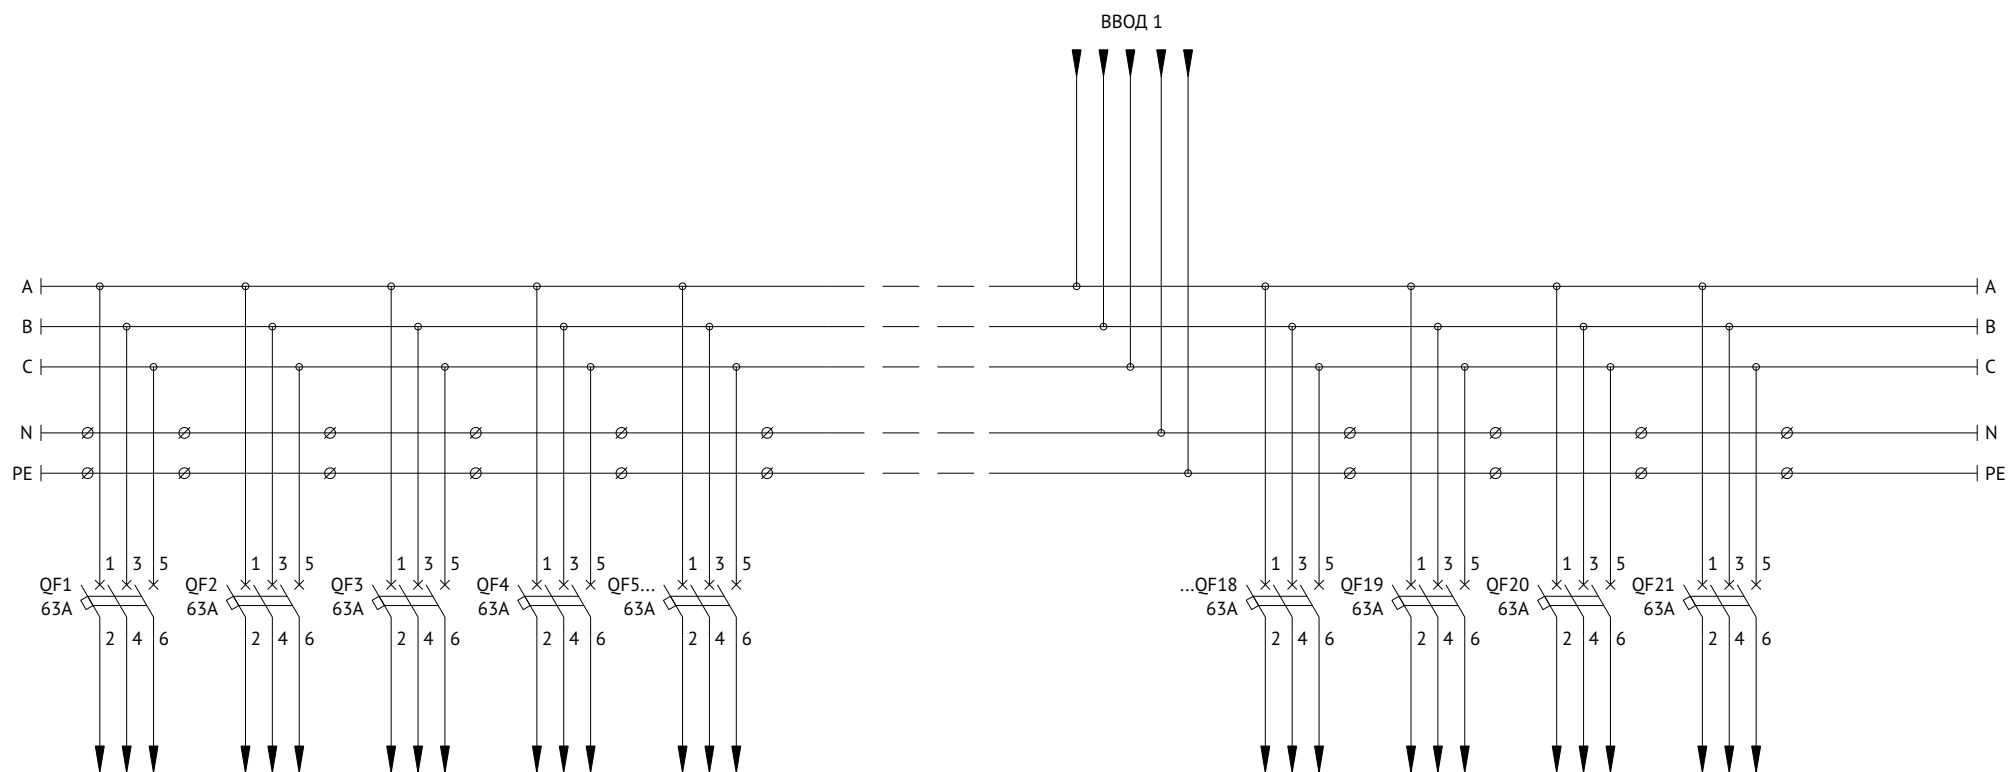 ВВОД 1
A A
B B
C C
N N
PE PE
1 3 5 1 3 5 1 3 5 1 3 5 1 3 5 1 3 5 1 3 5 1 3 5 1 3 5
QF1 QF2 QF3 QF4 QF5... ...QF18 QF19 QF20 QF21
63A 63A 63A 63A 63A 63A 63A 63A 63A
2 4 6 2 4 6 2 4 6 2 4 6 2 4 6 2 4 6 2 4 6 2 4 6 2 4 6